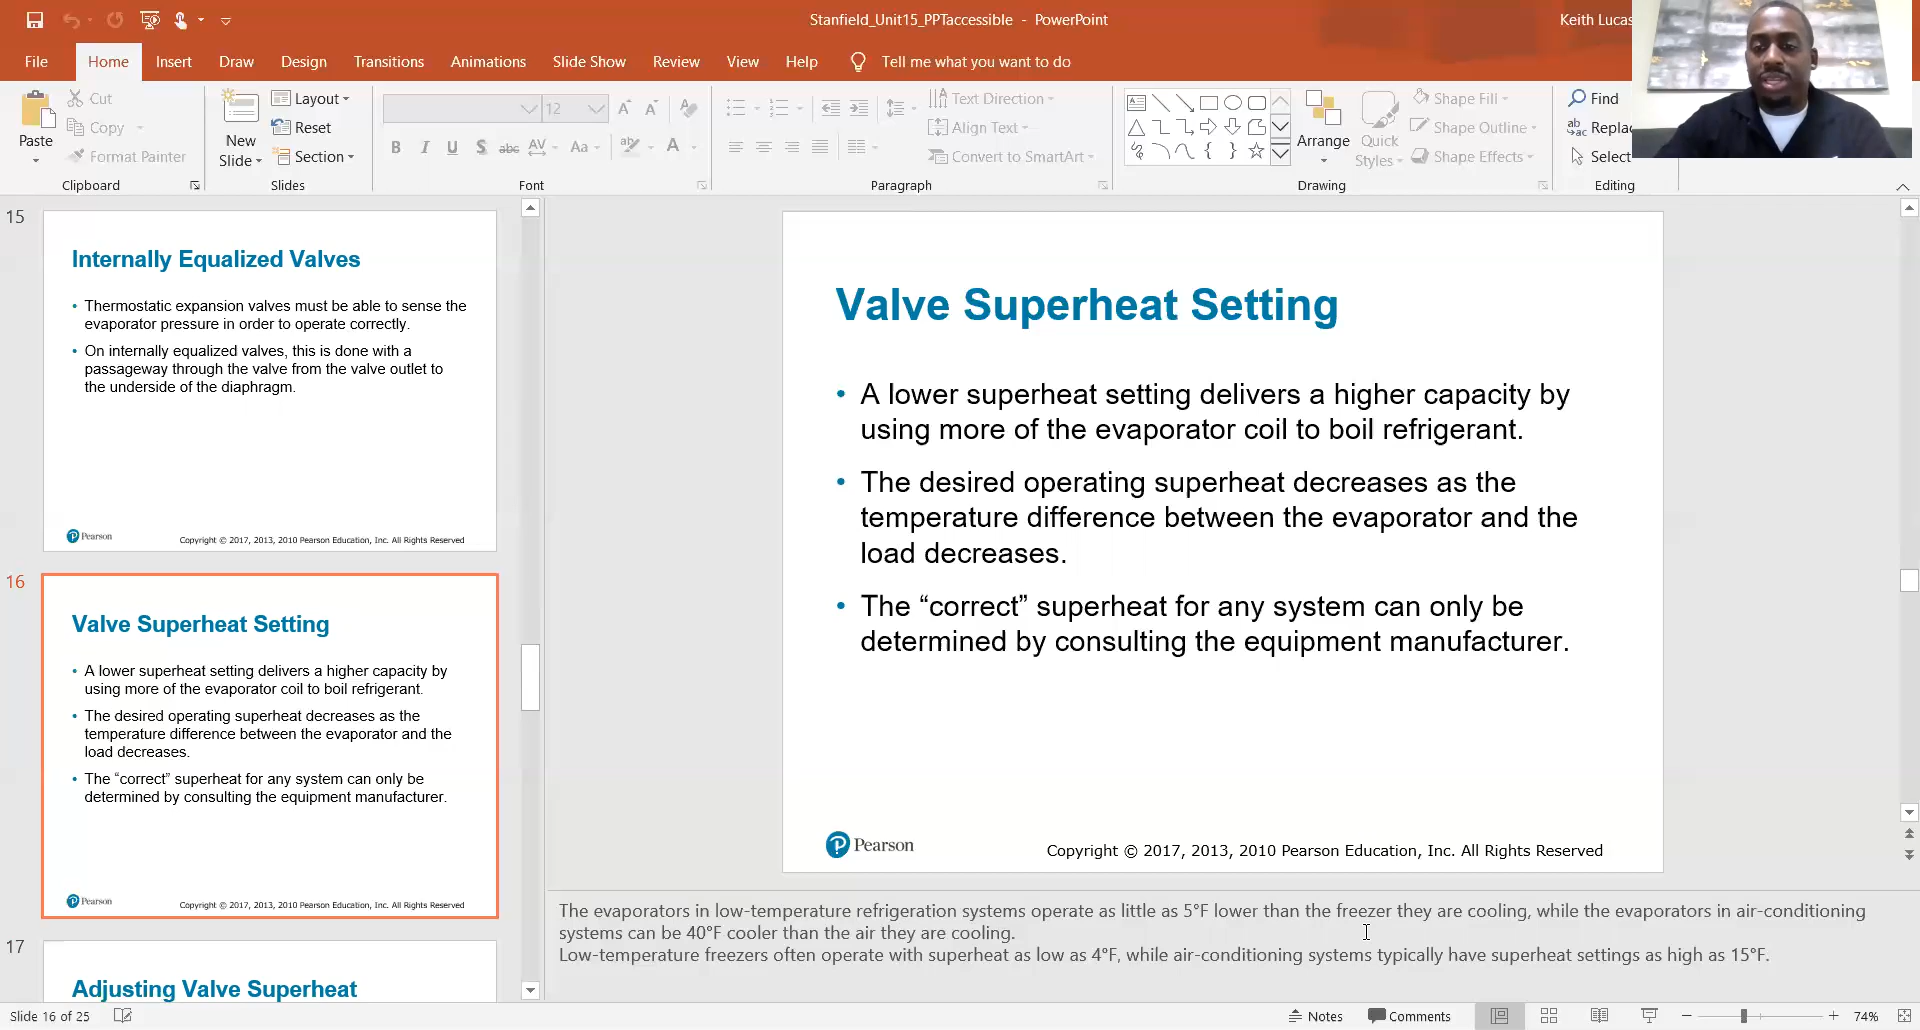 Stanfield_Unit15_PPTaccessible - PowerPoint
Keith Lucas
File Home Insert Draw Design Transitions Animations Slide Show Review View Help Tell me what you want to do
Paste
Cut
Copy
Format Painter
Clipboard
New
Slide
Layout
Reset
Section
Slides
12
B I U S abc AV Aa A
Font
Text Direction
Align Text
Convert to SmartArt
Paragraph
Arrange
Quick
Styles
Shape Fill
Shape Outline
Shape Effects
Drawing
Find
Select
Editing
15
Internally Equalized Valves
• Thermostatic expansion valves must be able to sense the
evaporator pressure in order to operate correctly.
• On internally equalized valves, this is done with a
passageway through the valve from the valve outlet to
the underside of the diaphragm.
Pearson
Copyright © 2017, 2013, 2010 Pearson Education, Inc. All Rights Reserved
16
Valve Superheat Setting
• A lower superheat setting delivers a higher capacity by
using more of the evaporator coil to boil refrigerant.
• The desired operating superheat decreases as the
temperature difference between the evaporator and the
load decreases.
• The “correct” superheat for any system can only be
determined by consulting the equipment manufacturer.
Pearson
Copyright © 2017, 2013, 2010 Pearson Education, Inc. All Rights Reserved
17
Adjusting Valve Superheat
Valve Superheat Setting
• A lower superheat setting delivers a higher capacity by
using more of the evaporator coil to boil refrigerant.
• The desired operating superheat decreases as the
temperature difference between the evaporator and the
load decreases.
• The “correct” superheat for any system can only be
determined by consulting the equipment manufacturer.
Pearson
Copyright © 2017, 2013, 2010 Pearson Education, Inc. All Rights Reserved
The evaporators in low-temperature refrigeration systems operate as little as 5°F lower than the freezer they are cooling, while the evaporators in air-conditioning
systems can be 40°F cooler than the air they are cooling.
Low-temperature freezers often operate with superheat as low as 4°F, while air-conditioning systems typically have superheat settings as high as 15°F.
Slide 16 of 25
Notes
Comments
74%